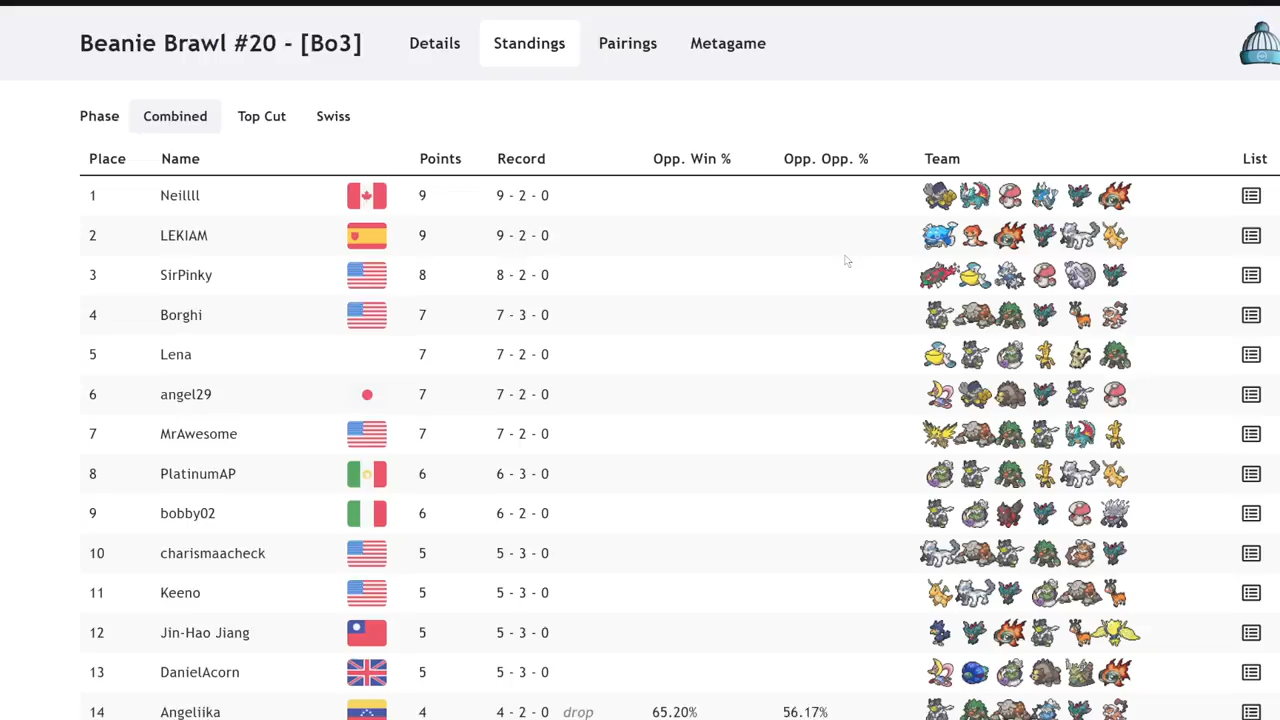 Beanie Brawl #20 - [Bo3] Details Standings Pairings Metagame
Phase Combined Top Cut Swiss
Place Name Points Record Opp. Win % Opp. Opp. % Team List
1 Neillll 9 9 - 2 - 0
2 LEKIAM 9 9 - 2 - 0
3 SirPinky 8 8 - 2 - 0
4 Borghi 7 7 - 3 - 0
5 Lena 7 7 - 2 - 0
6 angel29 7 7 - 2 - 0
7 MrAwesome 7 7 - 2 - 0
8 PlatinumAP 6 6 - 3 - 0
9 bobby02 6 6 - 2 - 0
10 charismaacheck 5 5 - 3 - 0
11 Keeno 5 5 - 3 - 0
12 Jin-Hao Jiang 5 5 - 3 - 0
13 DanielAcorn 5 5 - 3 - 0
14 Angeliika 4 4 - 2 - 0 drop 65.20% 56.17%